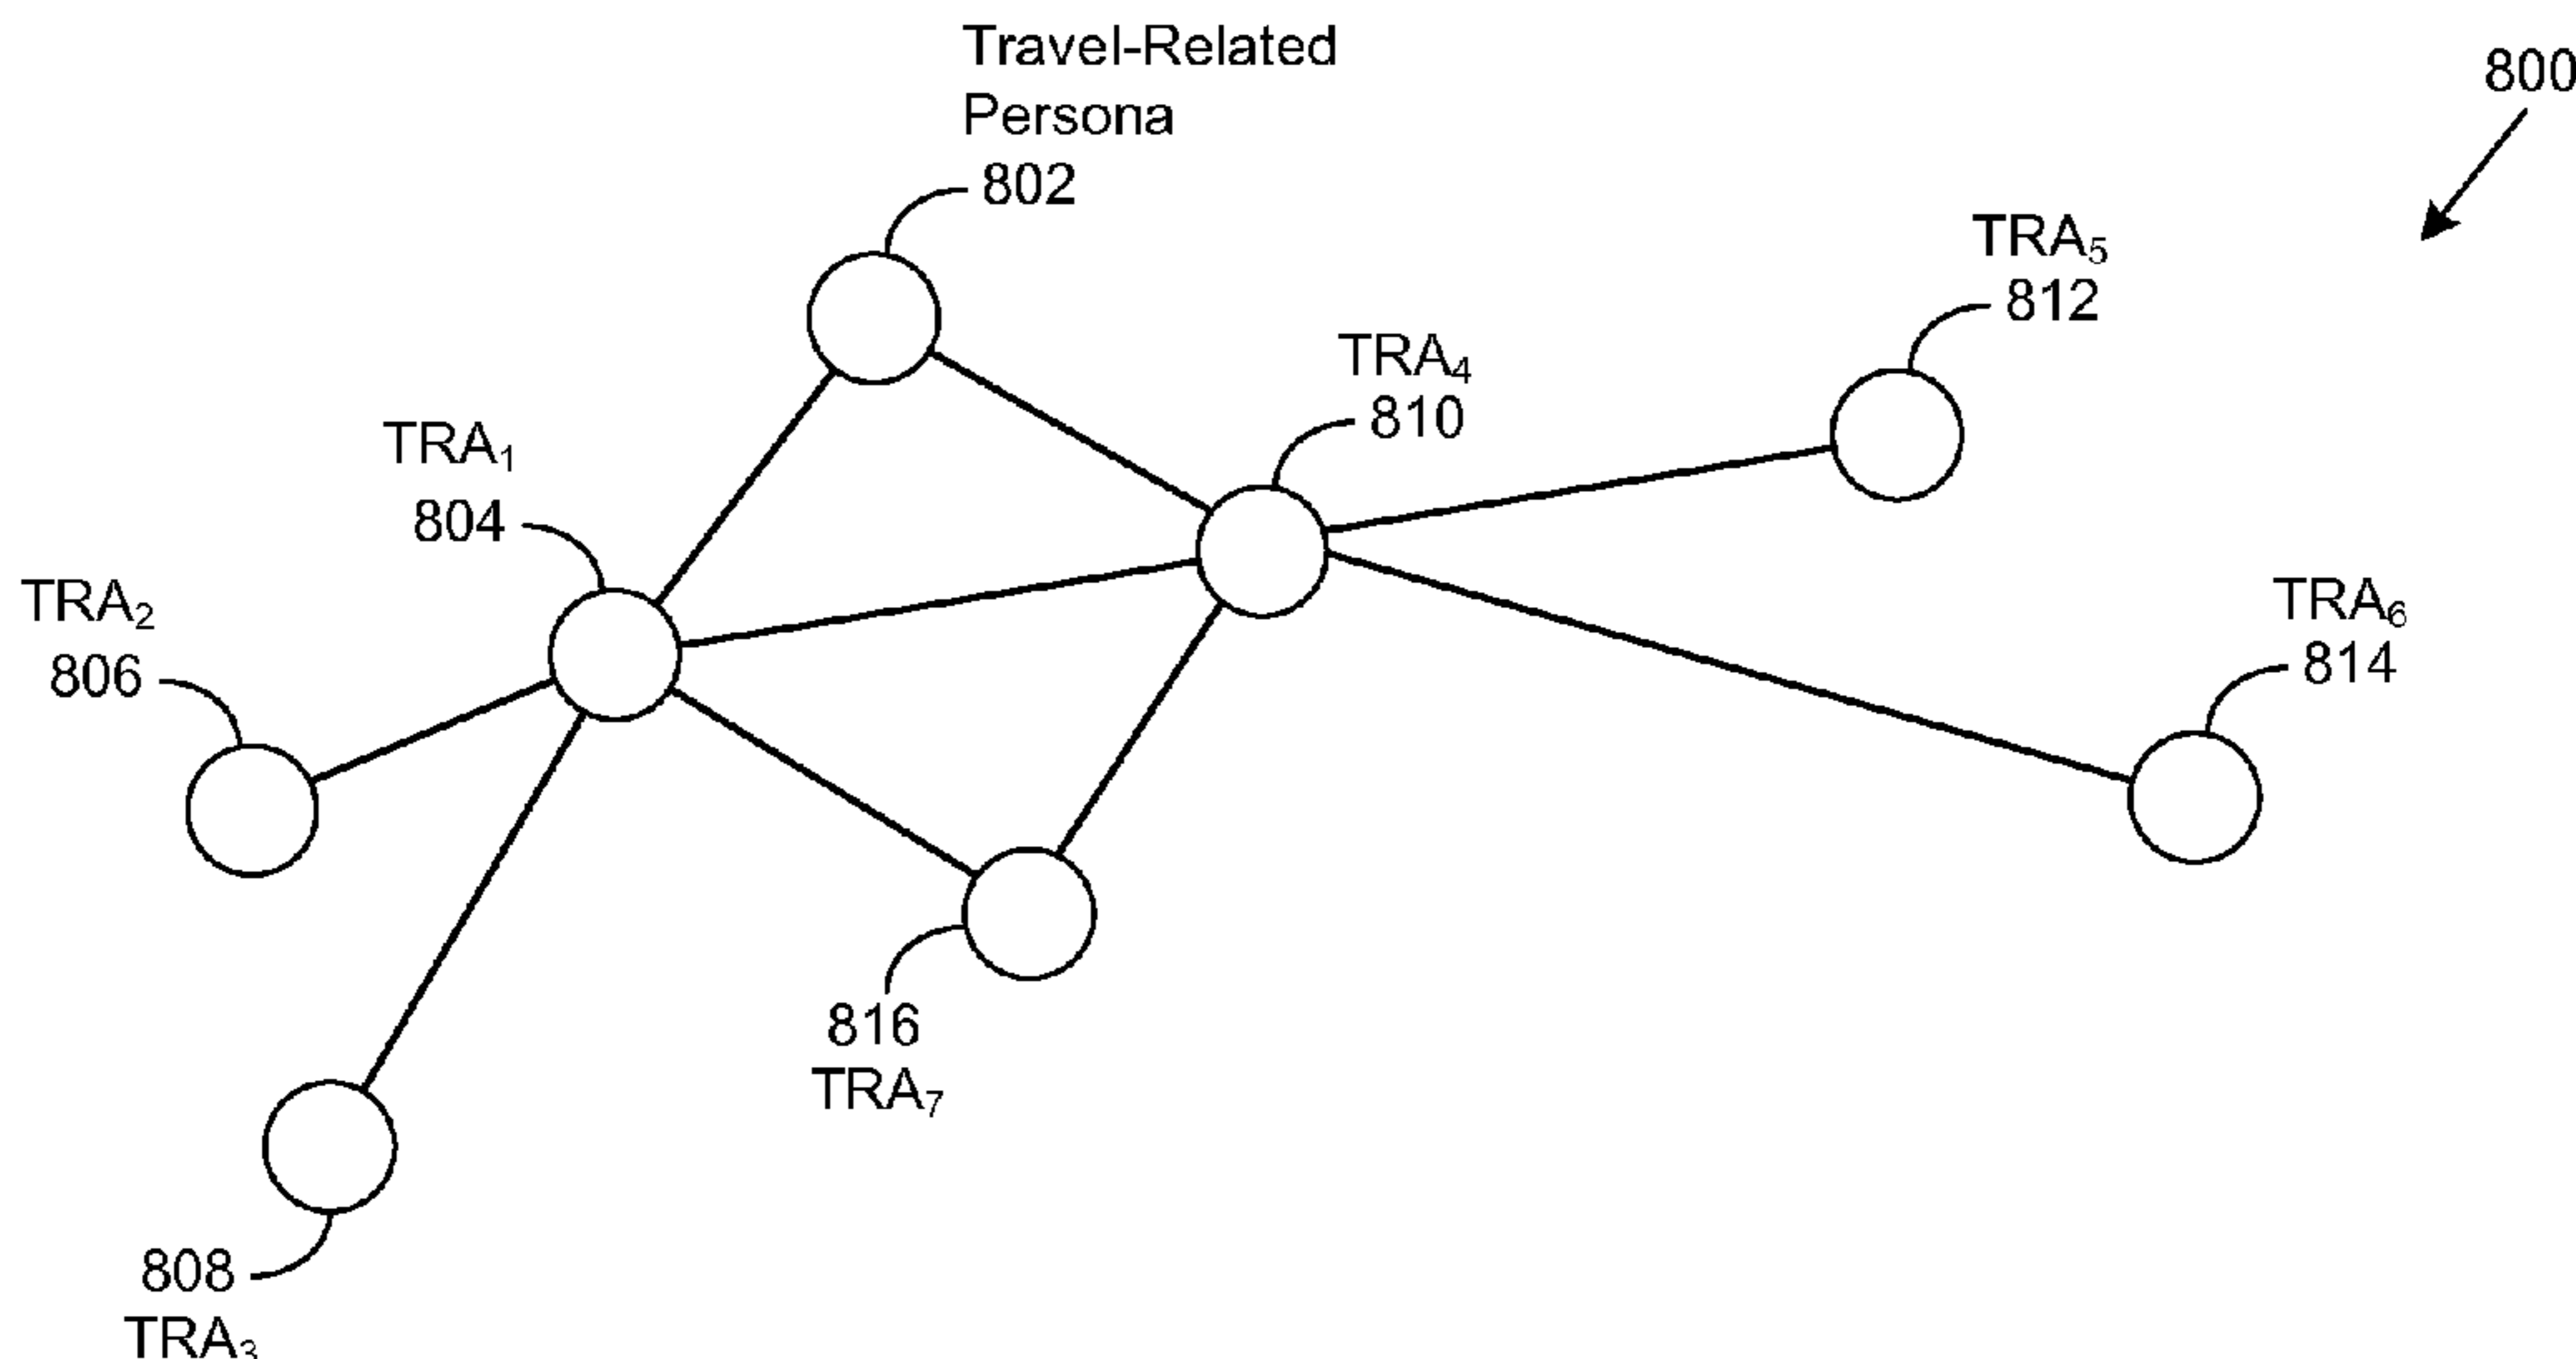 Travel-Related
Persona
802
800
TRA₅
812
TRA₄
810
TRA₁
804
TRA₂
806
TRA₆
814
816
TRA₇
808
TRA₃